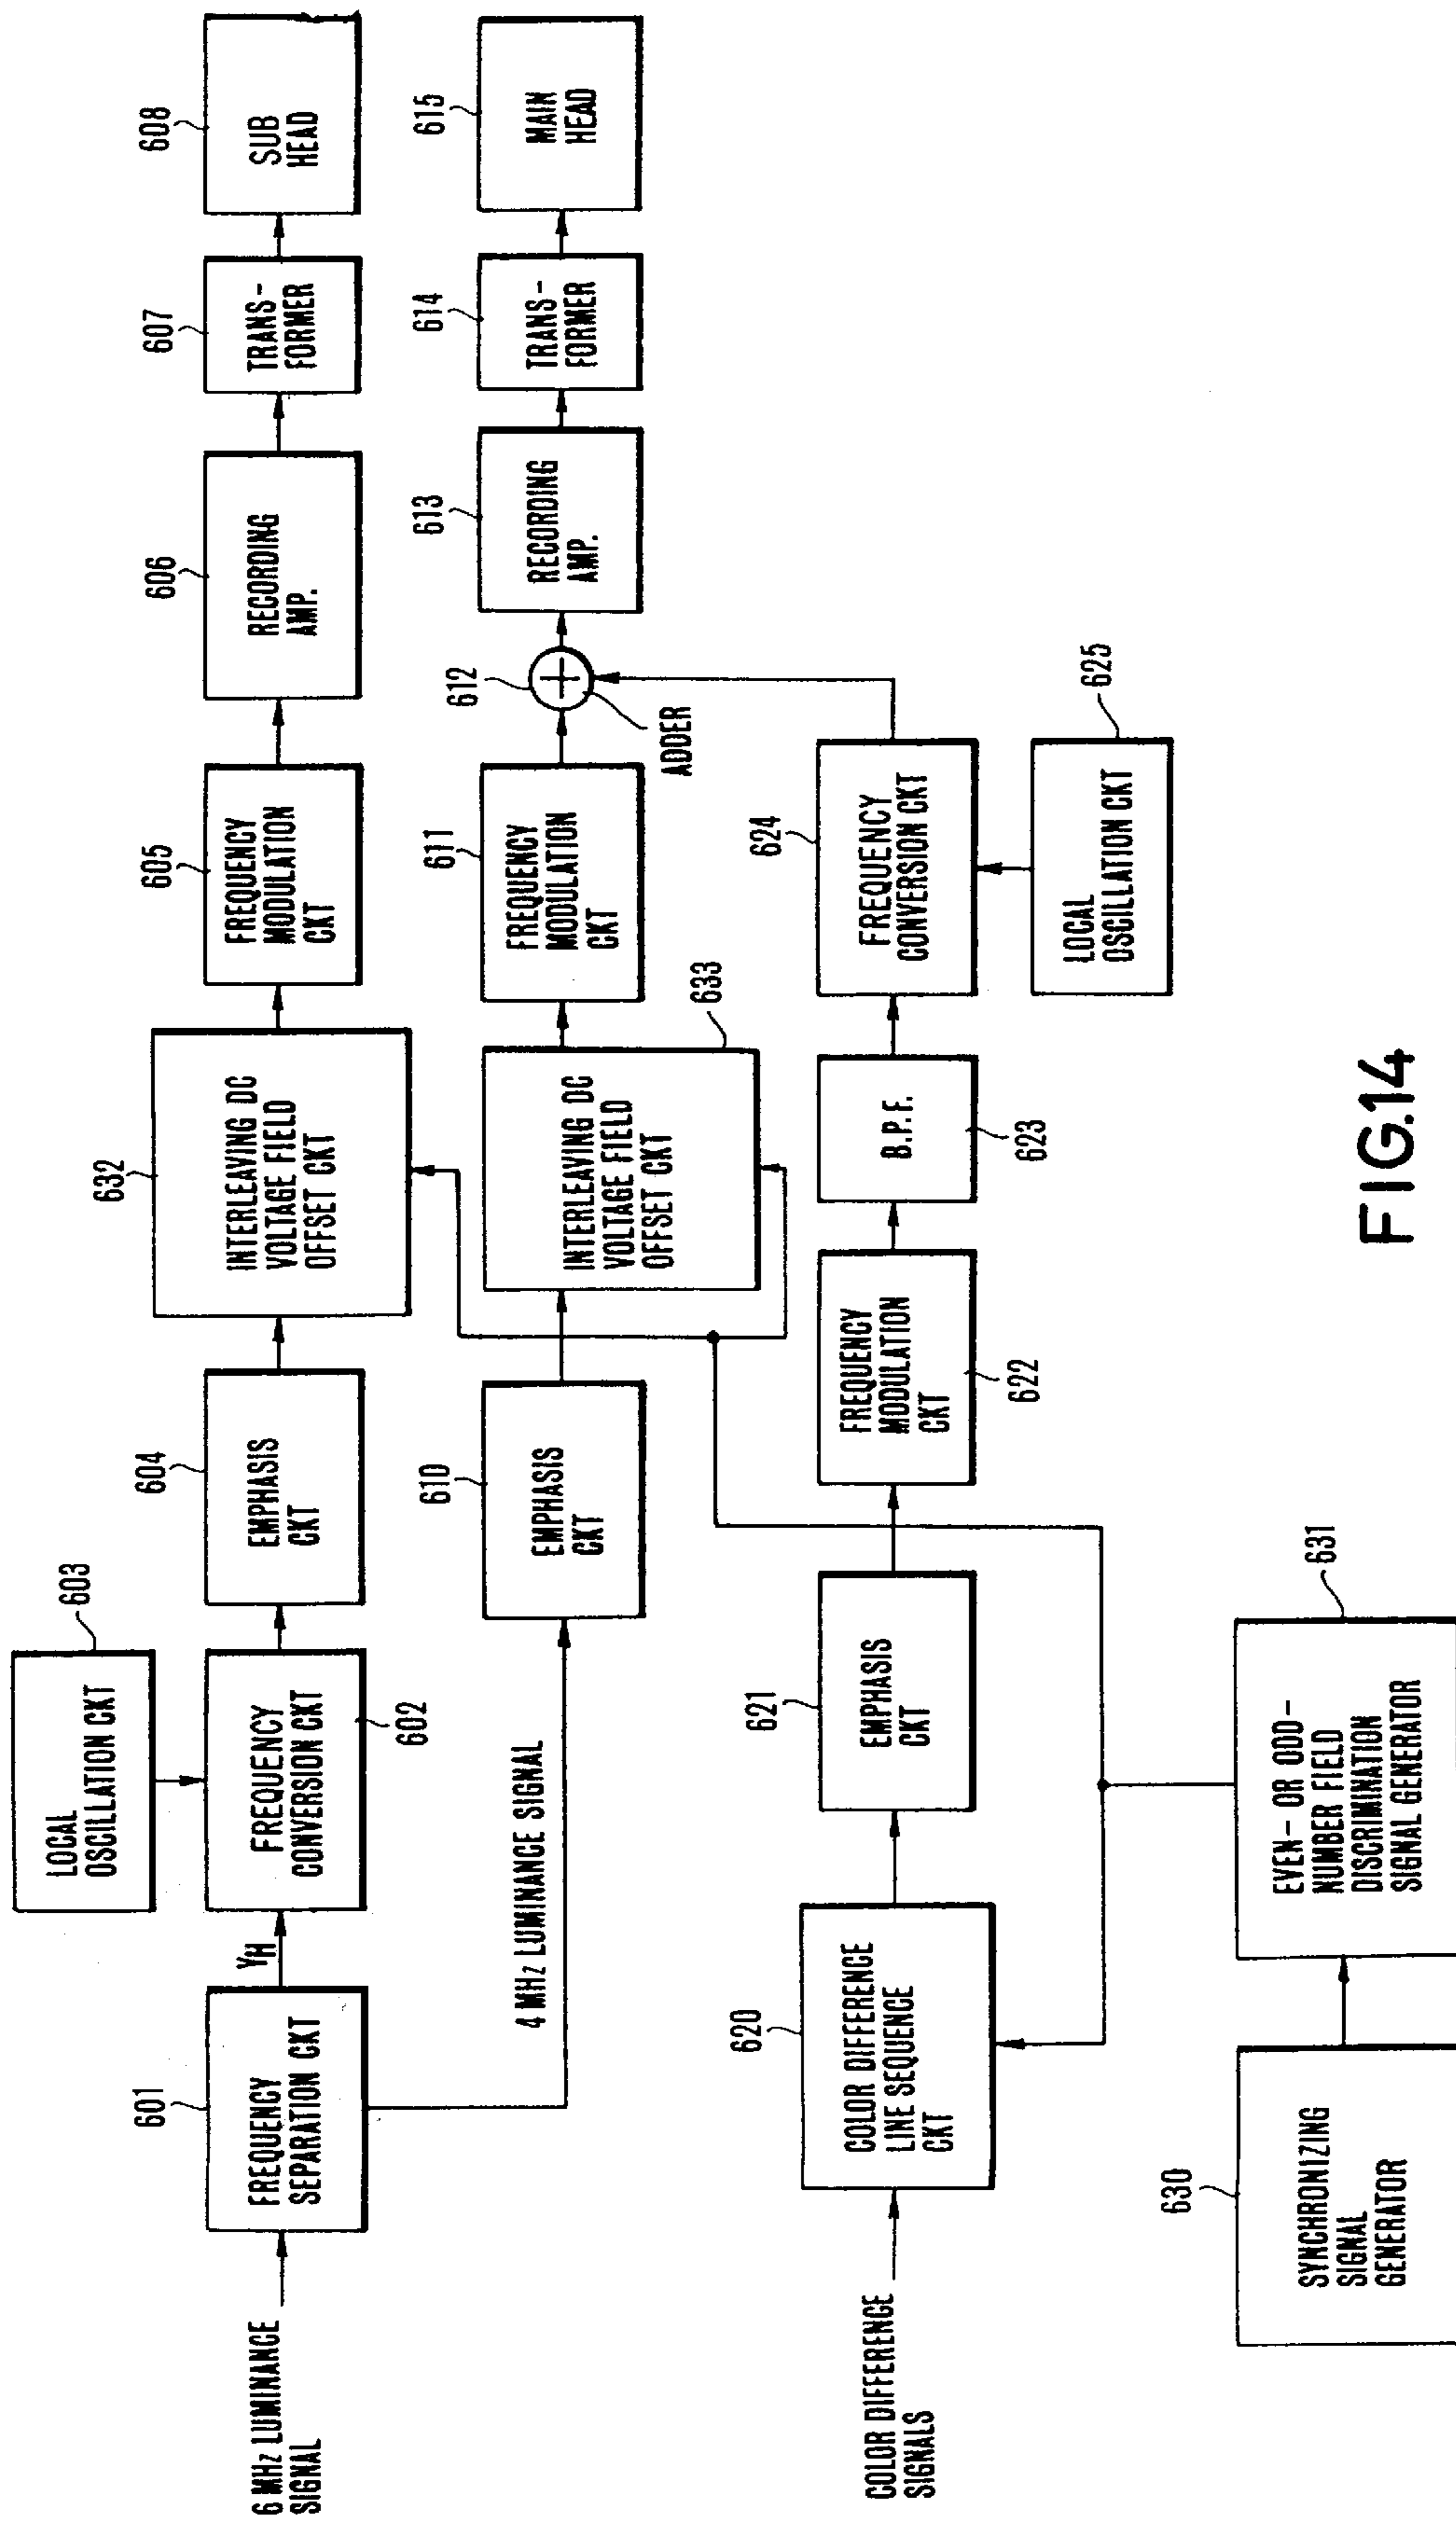 603
LOCAL
OSCILLATION CKT
6 MHz LUMINANCE
SIGNAL
601
FREQUENCY
SEPARATION CKT
YH
FREQUENCY
CONVERSION CKT
602
604
EMPHASIS
CKT
632
INTERLEAVING DC
VOLTAGE FIELD
OFFSET CKT
605
FREQUENCY
MODULATION
CKT
606
RECORDING
AMP.
607
TRANS-
FORMER
608
SUB
HEAD
4 MHz LUMINANCE SIGNAL
610
EMPHASIS
CKT
INTERLEAVING DC
VOLTAGE FIELD
OFFSET CKT
633
611
FREQUENCY
MODULATION
CKT
612
ADDER
613
RECORDING
AMP.
614
TRANS-
FORMER
615
MAIN
HEAD
COLOR DIFFERENCE
SIGNALS
620
COLOR DIFFERENCE
LINE SEQUENCE
CKT
621
EMPHASIS
CKT
FREQUENCY
MODULATION
CKT
622
B.P.F.
623
624
FREQUENCY
CONVERSION CKT
625
LOCAL
OSCILLATION CKT
630
SYNCHRONIZING
SIGNAL
GENERATOR
631
EVEN- OR ODD-
NUMBER FIELD
DISCRIMINATION
SIGNAL GENERATOR
FIG.14